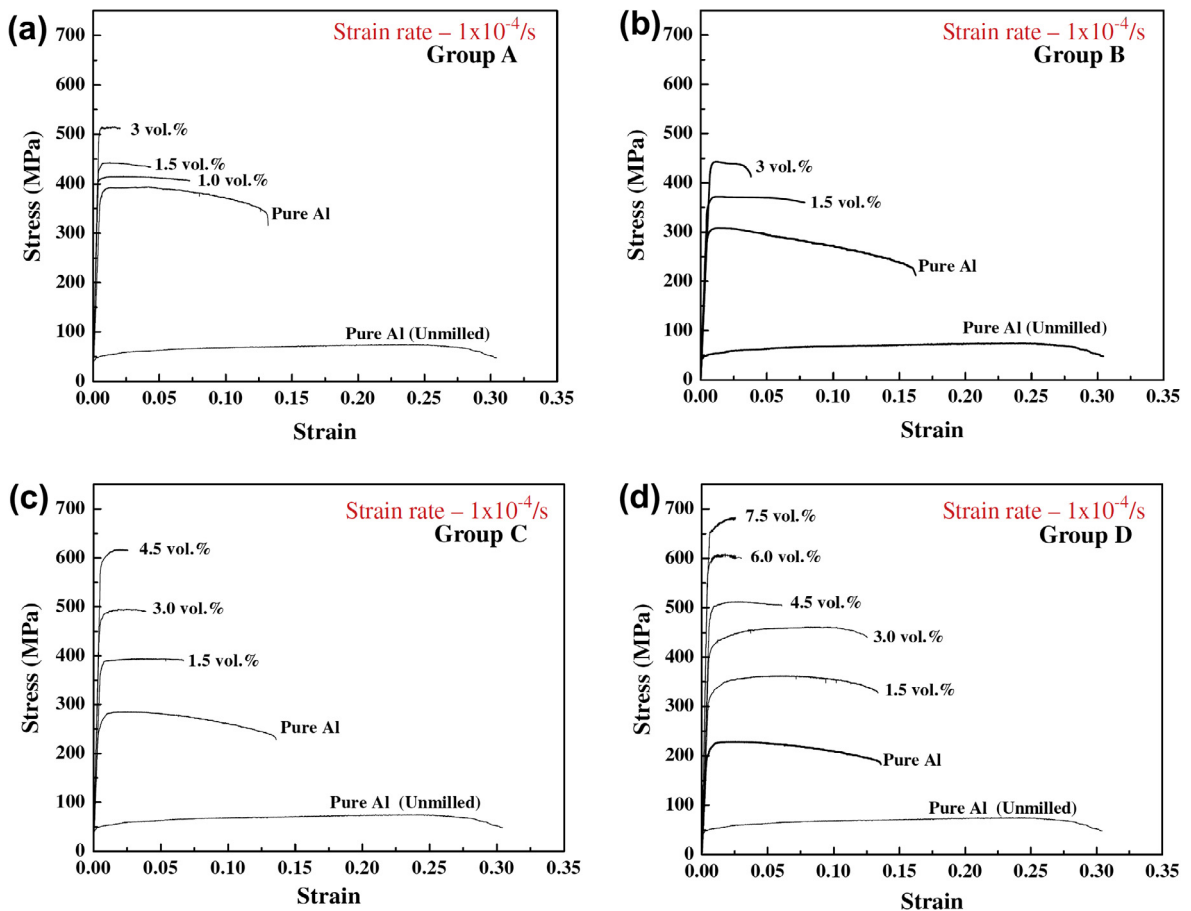 (a)
Strain rate – 1x10⁻⁴/s
Group A
Stress (MPa)
700
600
500
400
300
200
100
0
3 vol.%
1.5 vol.%
1.0 vol.%
Pure Al
Pure Al (Unmilled)
0.00 0.05 0.10 0.15 0.20 0.25 0.30 0.35
Strain
(b)
Strain rate – 1x10⁻⁴/s
Group B
Stress (MPa)
700
600
500
400
300
200
100
0
3 vol.%
1.5 vol.%
Pure Al
Pure Al (Unmilled)
0.00 0.05 0.10 0.15 0.20 0.25 0.30 0.35
Strain
(c)
Strain rate – 1x10⁻⁴/s
Group C
Stress (MPa)
700
600
500
400
300
200
100
0
4.5 vol.%
3.0 vol.%
1.5 vol.%
Pure Al
Pure Al (Unmilled)
0.00 0.05 0.10 0.15 0.20 0.25 0.30 0.35
Strain
(d)
Strain rate – 1x10⁻⁴/s
Group D
Stress (MPa)
700
600
500
400
300
200
100
0
7.5 vol.%
6.0 vol.%
4.5 vol.%
3.0 vol.%
1.5 vol.%
Pure Al
Pure Al (Unmilled)
0.00 0.05 0.10 0.15 0.20 0.25 0.30 0.35
Strain